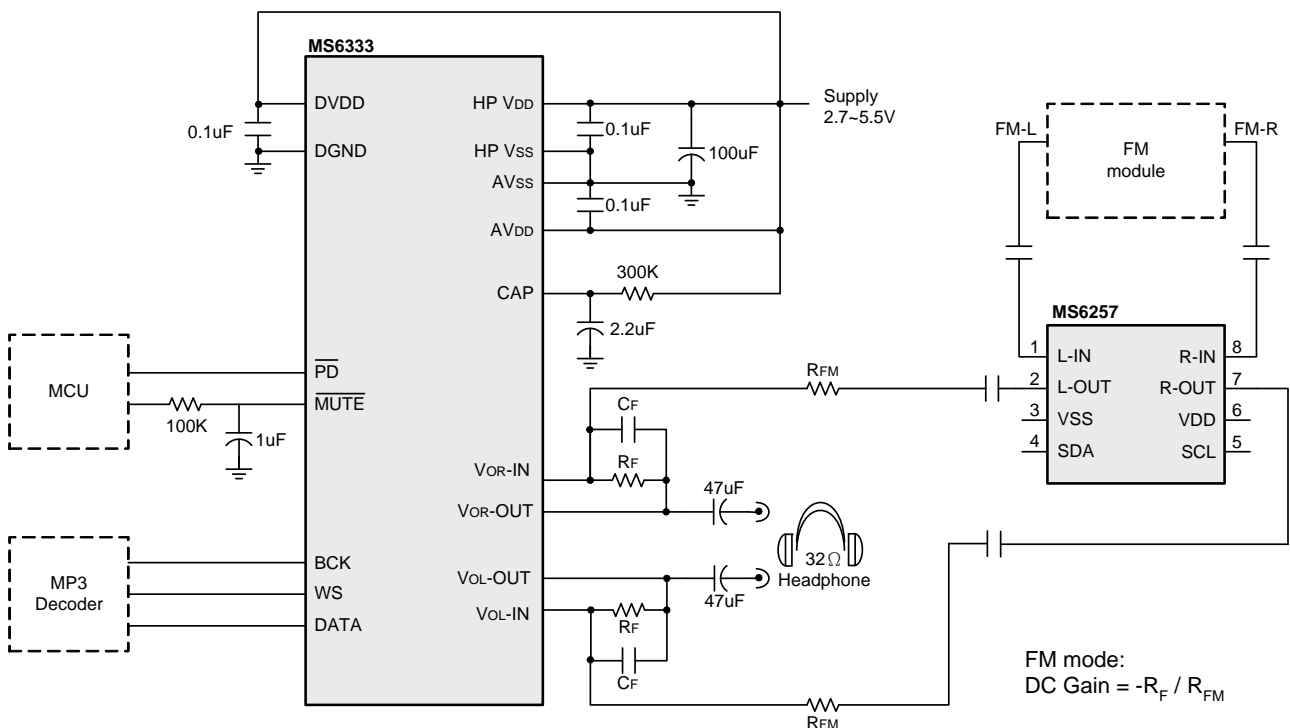 MS6333
DVDD
DGND
0.1uF
HP VDD
HP VSS
AVSS
AVDD
CAP
0.1uF
100uF
0.1uF
300K
2.2uF
Supply
2.7~5.5V
MCU
PD
MUTE
100K
1uF
MP3
Decoder
BCK
WS
DATA
VOR-IN
VOR-OUT
VOL-OUT
VOL-IN
CF
RF
47uF
47uF
RF
CF
32Ω
Headphone
RFM
RFM
FM-L
FM
module
FM-R
MS6257
1 L-IN
2 L-OUT
3 VSS
4 SDA
R-IN 8
R-OUT 7
VDD 6
SCL 5
FM mode:
DC Gain = -RF / RFM